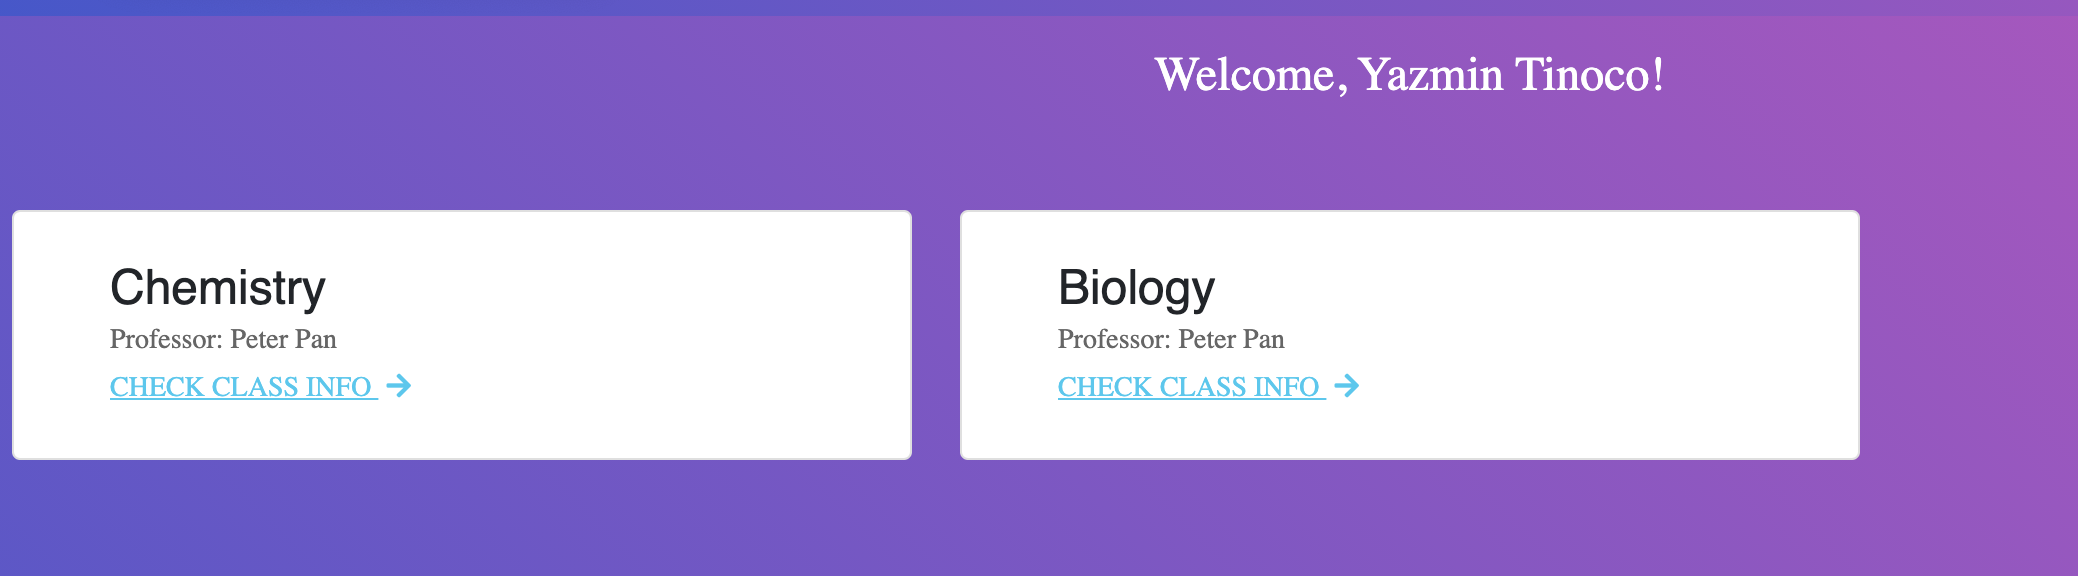 Welcome, Yazmin Tinoco!
Chemistry
Professor: Peter Pan
CHECK CLASS INFO →
Biology
Professor: Peter Pan
CHECK CLASS INFO →